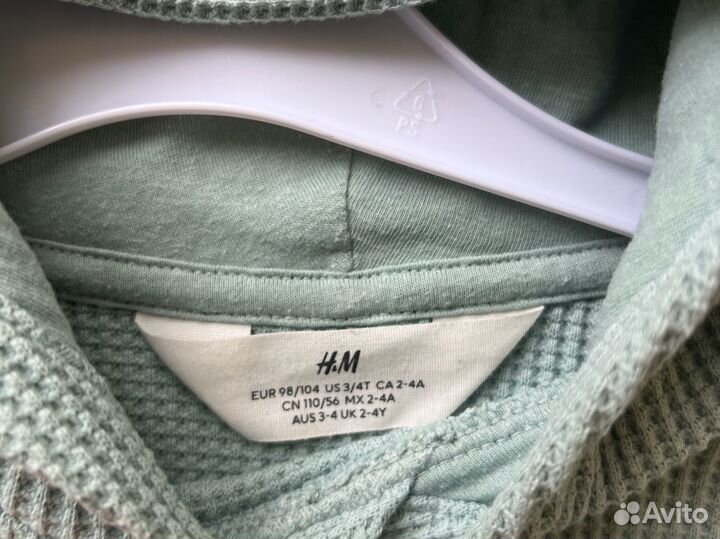 6
PS
H&M
EUR 98/104 US 3/4T CA 2-4A
CN 110/56 MX 2-4A
AUS 3-4 UK 2-4Y
Avito